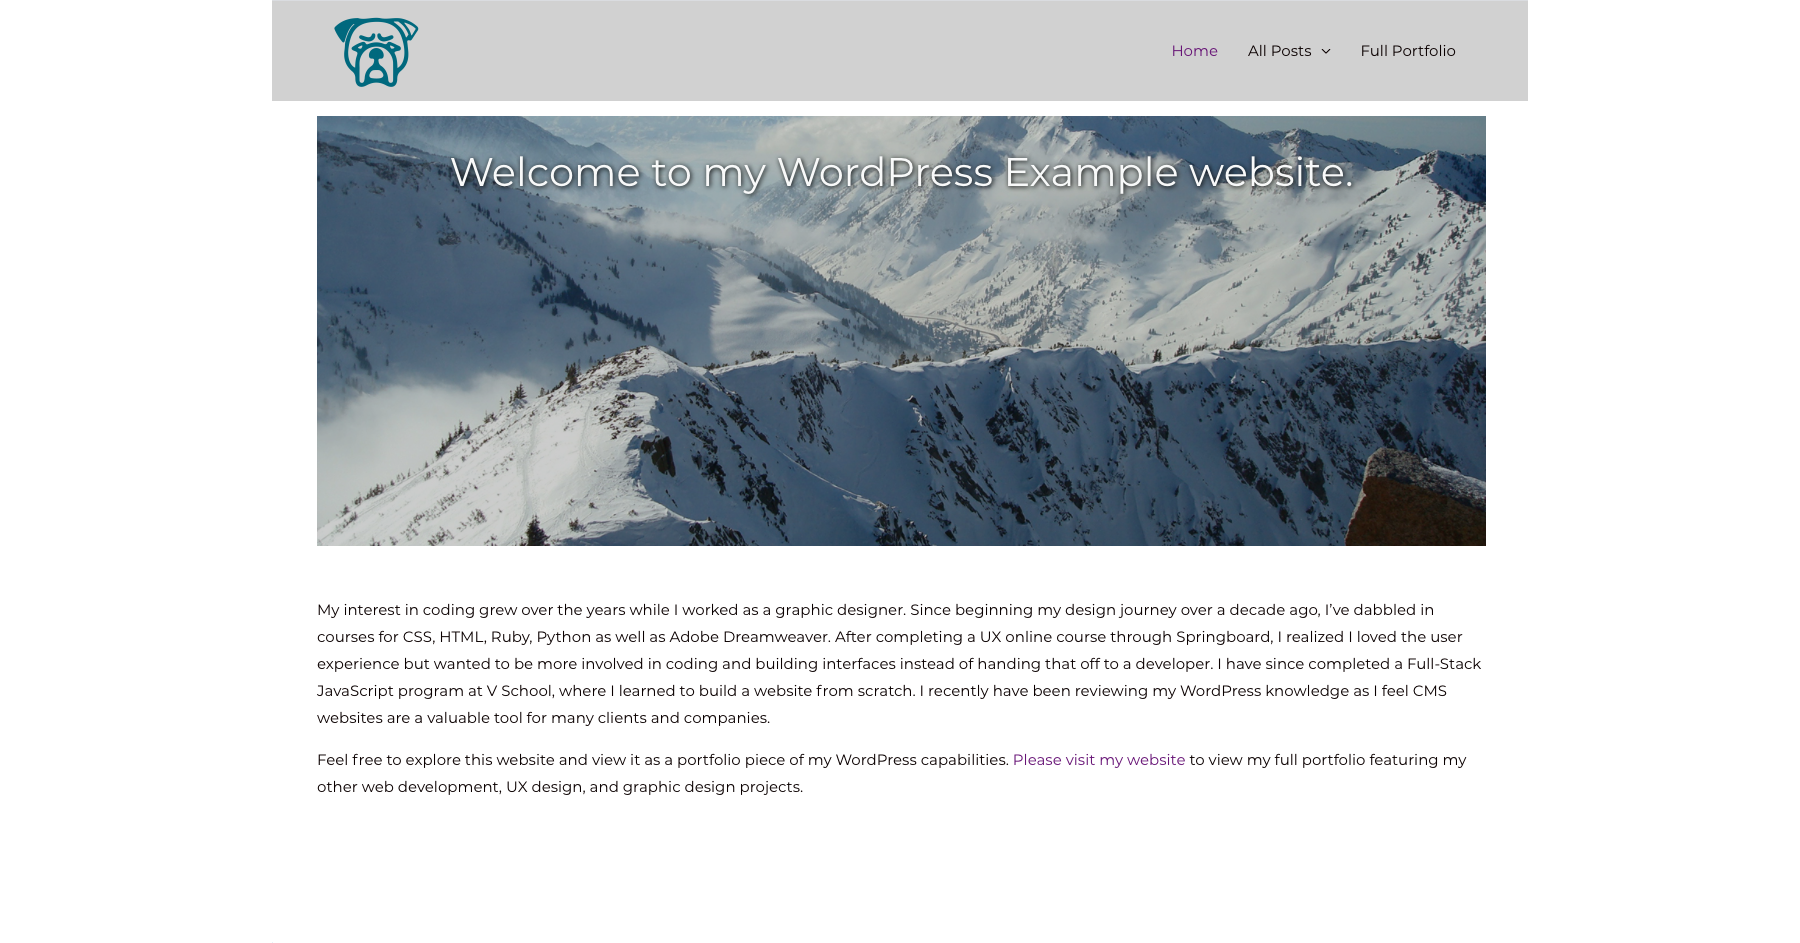 Home All Posts Full Portfolio
Welcome to my WordPress Example website.
My interest in coding grew over the years while I worked as a graphic designer. Since beginning my design journey over a decade ago, I’ve dabbled in
courses for CSS, HTML, Ruby, Python as well as Adobe Dreamweaver. After completing a UX online course through Springboard, I realized I loved the user
experience but wanted to be more involved in coding and building interfaces instead of handing that off to a developer. I have since completed a Full-Stack
JavaScript program at V School, where I learned to build a website from scratch. I recently have been reviewing my WordPress knowledge as I feel CMS
websites are a valuable tool for many clients and companies.
Feel free to explore this website and view it as a portfolio piece of my WordPress capabilities. Please visit my website to view my full portfolio featuring my
other web development, UX design, and graphic design projects.